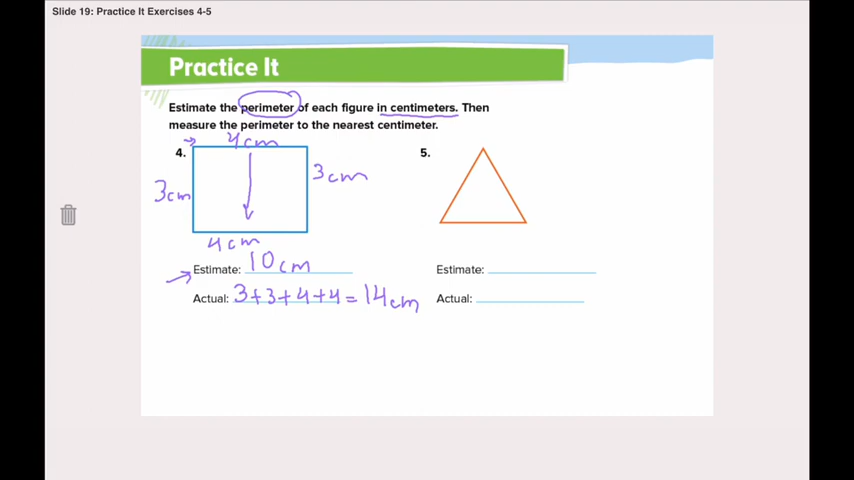 Slide 19: Practice It Exercises 4-5
Practice It
Estimate the perimeter of each figure in centimeters. Then
measure the perimeter to the nearest centimeter.
4.
4cm
3cm
3cm
4cm
Estimate: 10cm
Actual: 3+3+4+4=14cm
5.
Estimate:
Actual: